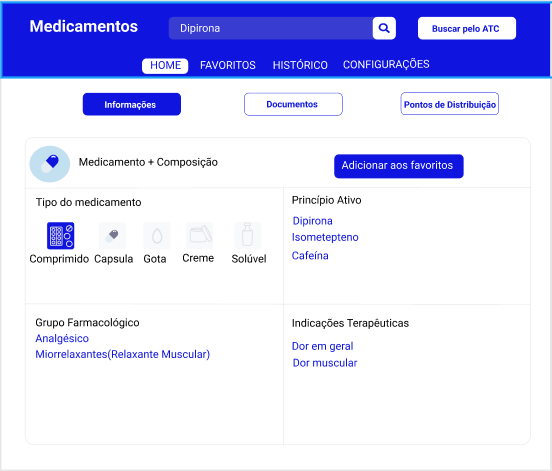 Medicamentos
Dipirona
Buscar pelo ATC
HOME
FAVORITOS
HISTÓRICO
CONFIGURAÇÕES
Informações
Documentos
Pontos de Distribuição
Medicamento + Composição
Adicionar aos favoritos
Tipo do medicamento
Comprimido
Capsula
Gota
Creme
Solúvel
Princípio Ativo
Dipirona
Isometepteno
Cafeína
Grupo Farmacológico
Analgésico
Miorrelaxantes(Relaxante Muscular)
Indicações Terapêuticas
Dor em geral
Dor muscular